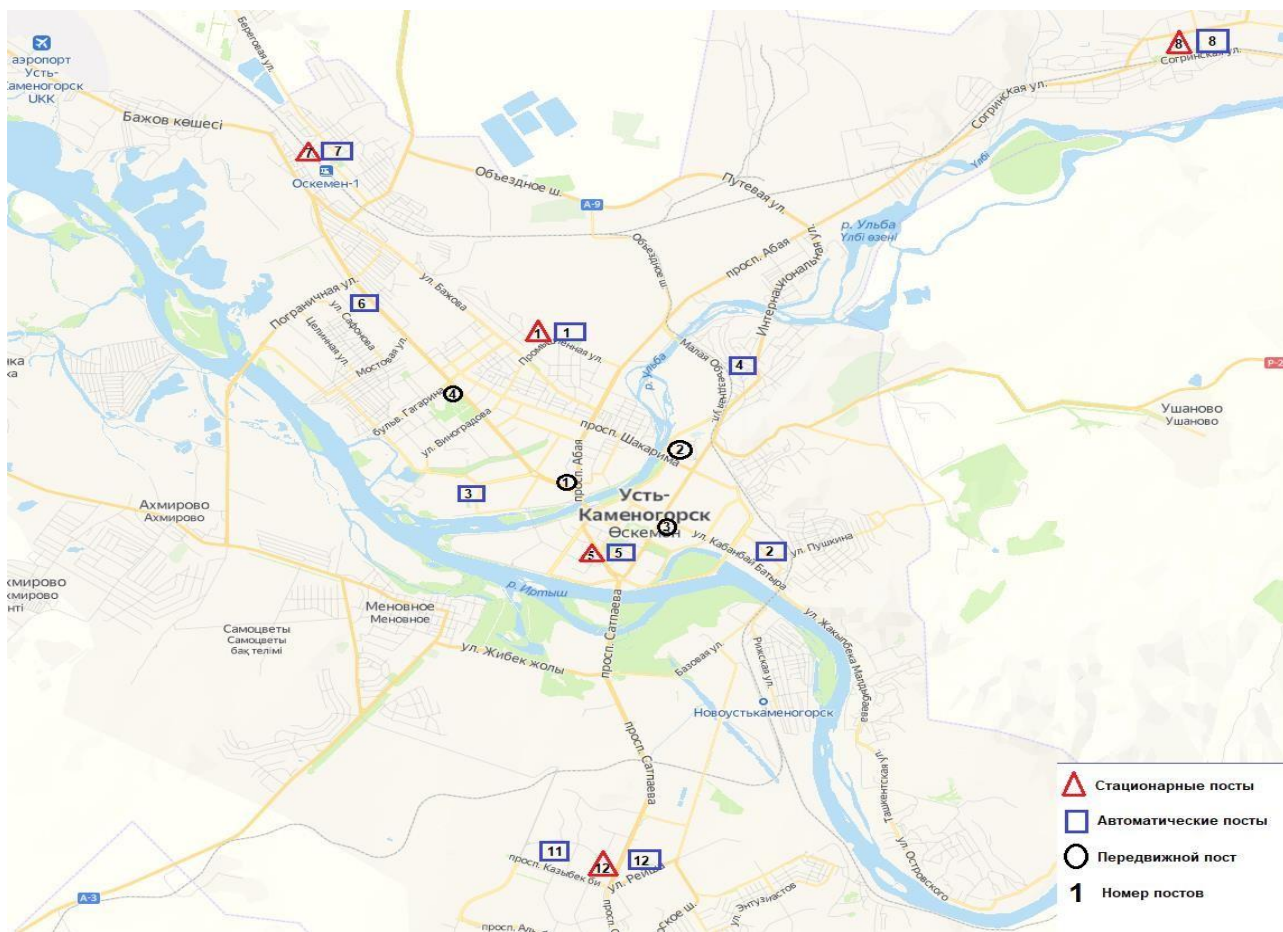 аэропорт
Усть-
Каменогорск
UKK
Береговая ул.
Бажов көшесі
7
7
Оскемен-1
8
8
Согринская ул.
Согринская ул.
Үлбі
Объездное ш.
A-9
Путевая ул.
р. Ульба
Үлбі өзені
просп. Абая
Объездное ш.
Интернациональная ул.
ул. Бажова
Пограничная ул.
6
ул. Сафонова
Целинная ул.
Мостовая ул.
1
1
Промышленная ул.
р. Ульба
Малая Объездная ул.
4
P-2
Ушаново
Ушаново
4
бульв. Гагарина
ул. Виноградова
просп. Шакарима
2
просп. Абая
1
3
Усть-
Каменогорск
Өскемен
3
5
5
2
ул. Кабанбай Батыра
ул. Пушкина
Ахмирово
Ахмирово
р. Иртыш
Меновное
Меновное
Самоцветы
Самоцветы
бақ телімі
ул. Жибек жолы
просп. Сатпаева
Базовая ул.
Рижская ул.
ул. Жакыпбека Малдыбаева
Новоустькаменогорск
просп. Сатпаева
Ташкентская ул.
ул. Островского
11
12
12
просп. Казыбек би
ул. Энтузиастов
A-3
Стационарные посты
Автоматические посты
Передвижной пост
1 Номер постов